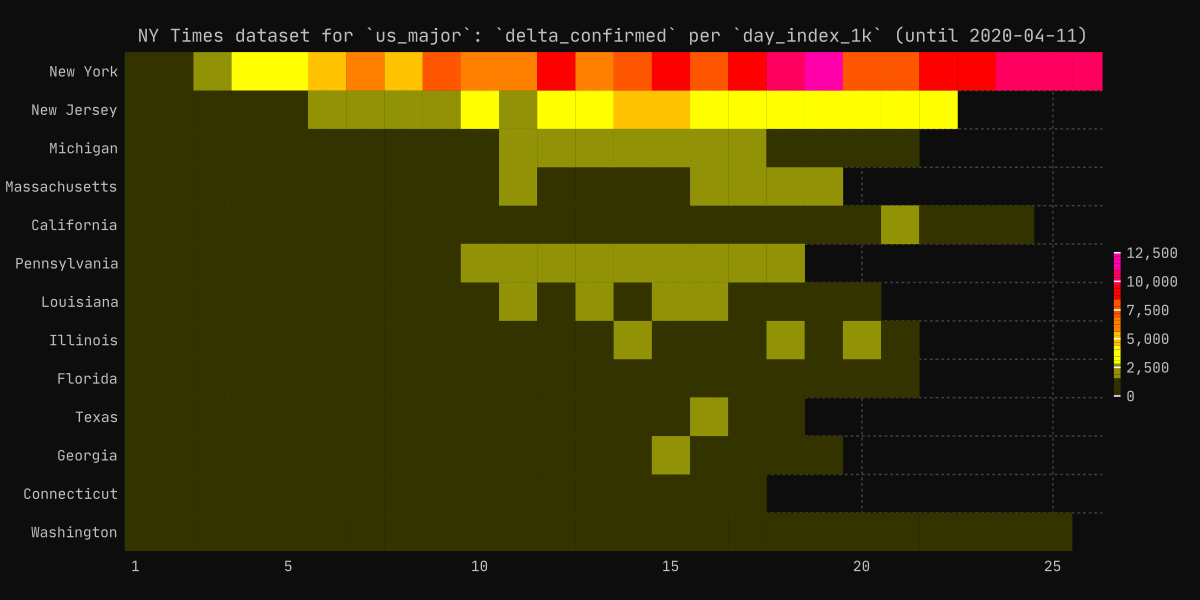 NY Times dataset for `us_major`: `delta_confirmed` per `day_index_1k` (until 2020-04-11)
New York
New Jersey
Michigan
Massachusetts
California
Pennsylvania
Louisiana
Illinois
Florida
Texas
Georgia
Connecticut
Washington
1 5 10 15 20 25
12,500
10,000
7,500
5,000
2,500
0